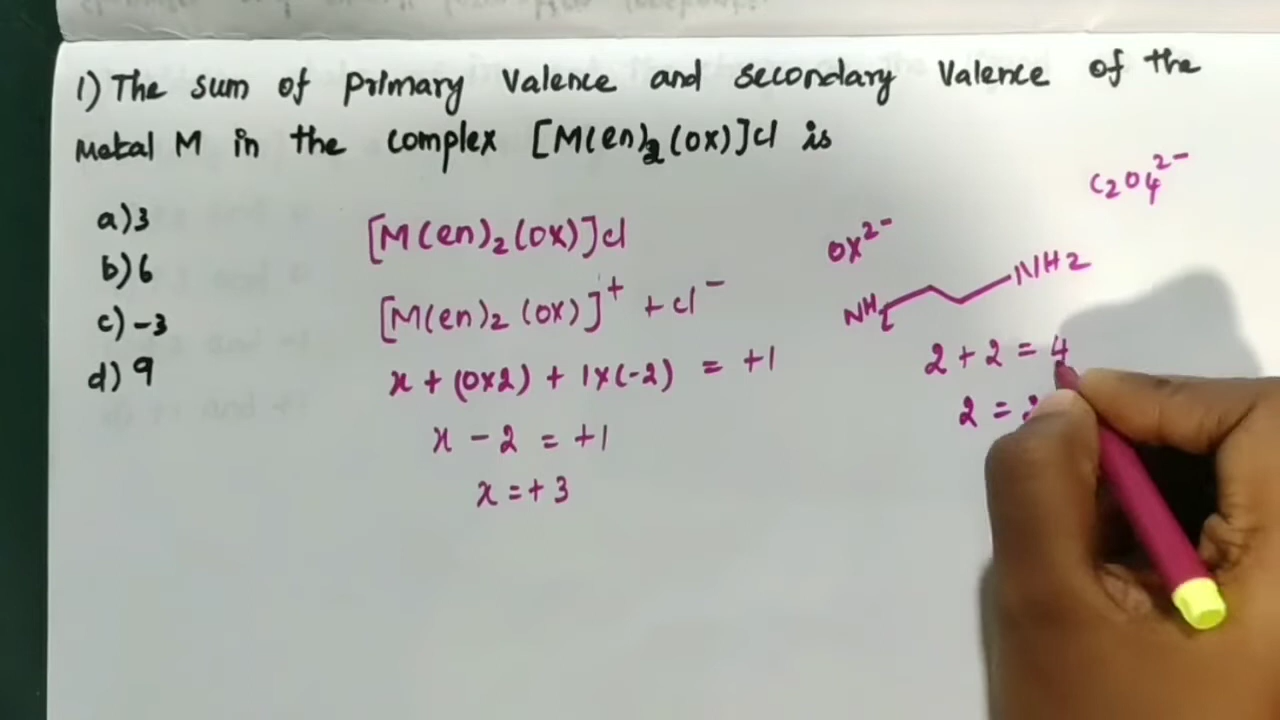 1) The sum of primary valence and secondary valence of the
metal M in the complex [M(en)₂(ox)]Cl is
a) 3
b) 6
c) -3
d) 9
[M(en)₂(ox)]Cl
[M(en)₂(ox)]⁺ + Cl⁻
x + (0x2) + 1x(-2) = +1
x - 2 = +1
x = +3
C₂O₄²⁻
ox²⁻
NH₂ NH₂
2 + 2 = 4
2 =